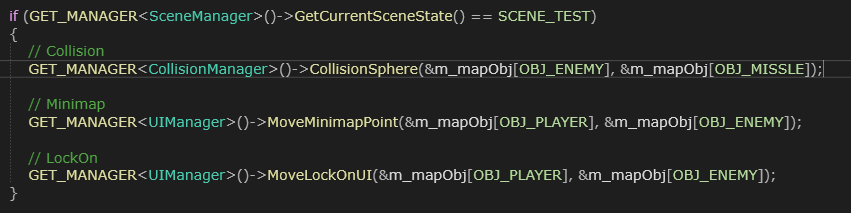 if (GET_MANAGER<SceneManager>()->GetCurrentSceneState() == SCENE_TEST)
{
// Collision
GET_MANAGER<CollisionManager>()->CollisionSphere(&m_mapObj[OBJ_ENEMY], &m_mapObj[OBJ_MISSLE]);
// Minimap
GET_MANAGER<UIManager>()->MoveMinimapPoint(&m_mapObj[OBJ_PLAYER], &m_mapObj[OBJ_ENEMY]);
// LockOn
GET_MANAGER<UIManager>()->MoveLockOnUI(&m_mapObj[OBJ_PLAYER], &m_mapObj[OBJ_ENEMY]);
}